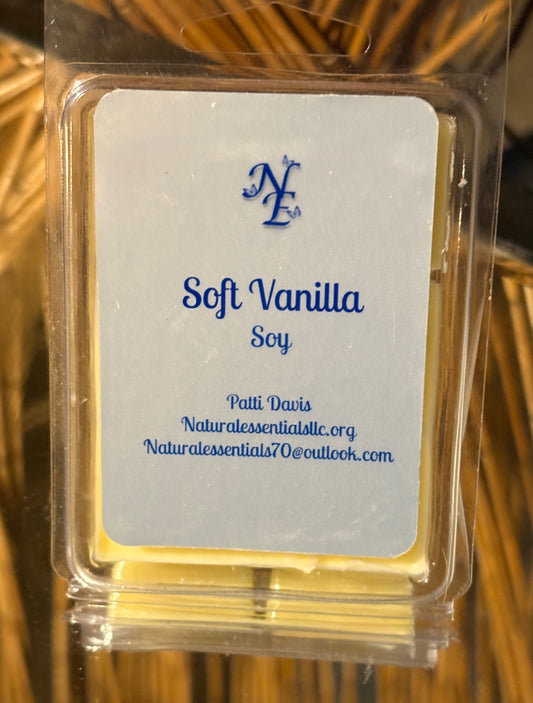 NE
Soft Vanilla
Soy
Patti Davis
Naturalessentialsllc.org
Naturalessentials70@outlook.com